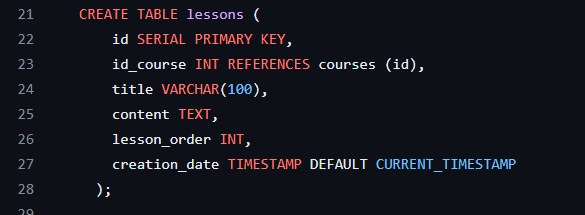 21 CREATE TABLE lessons (
22 id SERIAL PRIMARY KEY,
23 id_course INT REFERENCES courses (id),
24 title VARCHAR(100),
25 content TEXT,
26 lesson_order INT,
27 creation_date TIMESTAMP DEFAULT CURRENT_TIMESTAMP
28 );
29